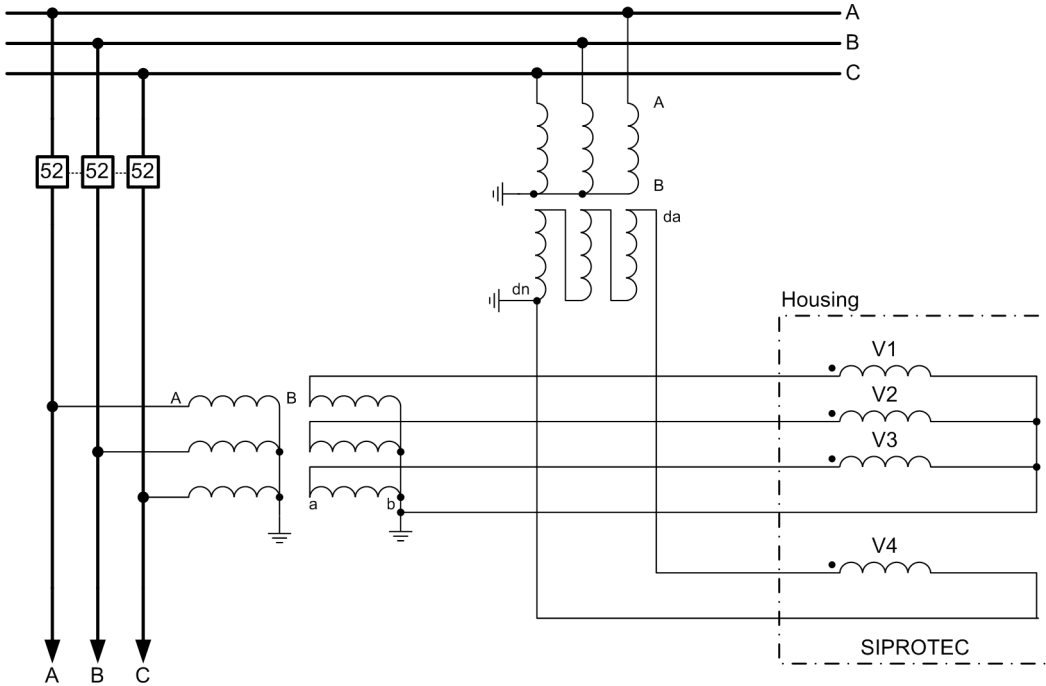 A
B
C
A
52 52 52
B
da
dn
Housing
V1
A B
V2
V3
a b
V4
SIPROTEC
A B C